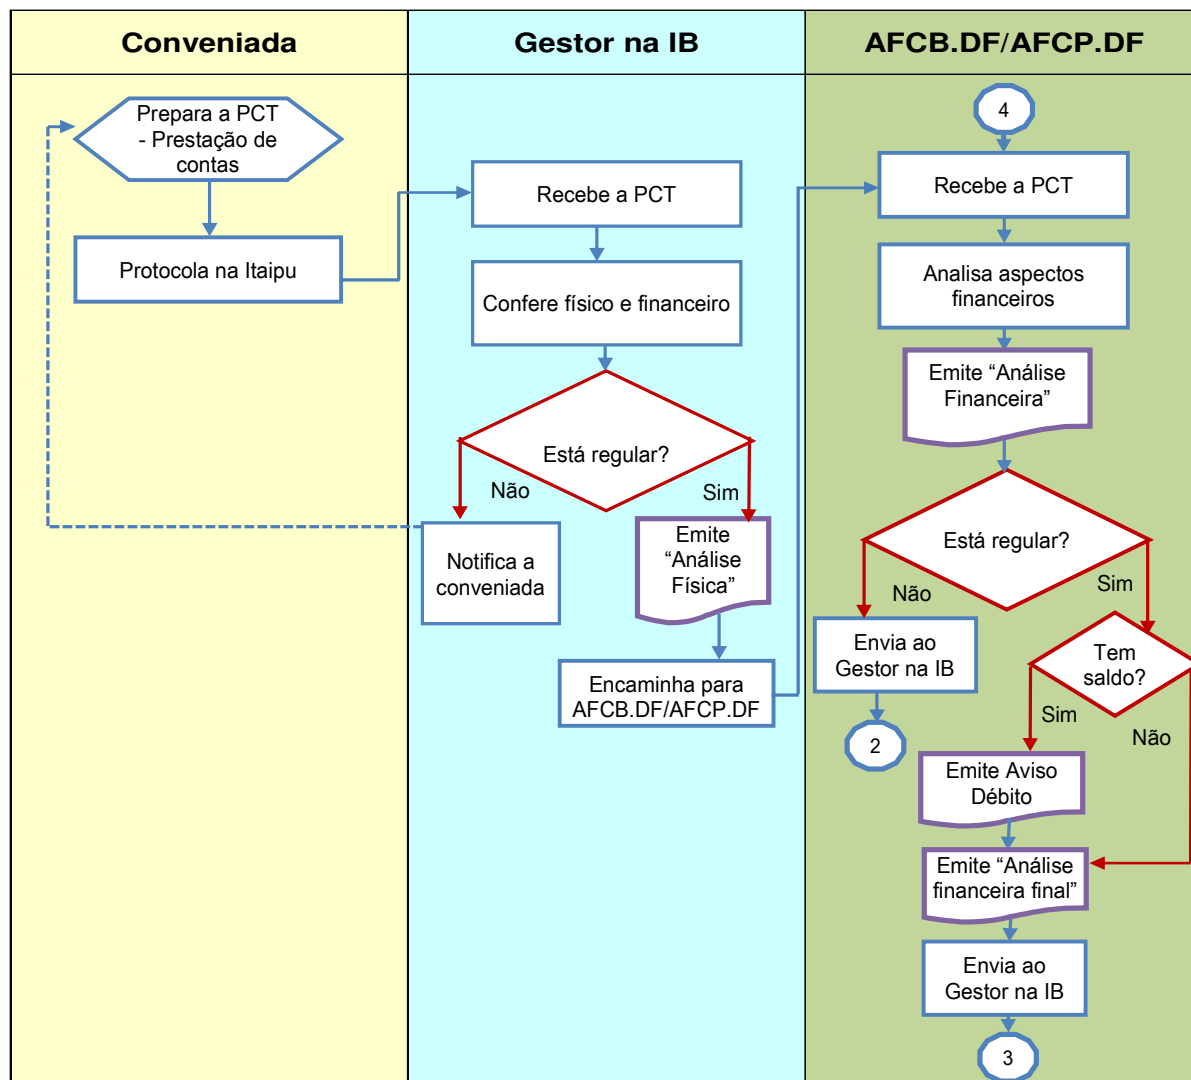 Conveniada
Gestor na IB
AFCB.DF/AFCP.DF
Prepara a PCT
- Prestação de
contas
Protocola na Itaipu
Recebe a PCT
Confere físico e financeiro
Está regular?
Não
Sim
Notifica a
conveniada
Emite
“Análise
Física”
Encaminha para
AFCB.DF/AFCP.DF
4
Recebe a PCT
Analisa aspectos
financeiros
Emite “Análise
Financeira”
Está regular?
Não
Sim
Envia ao
Gestor na IB
2
Tem
saldo?
Sim
Não
Emite Aviso
Débito
Emite “Análise
financeira final”
Envia ao
Gestor na IB
3